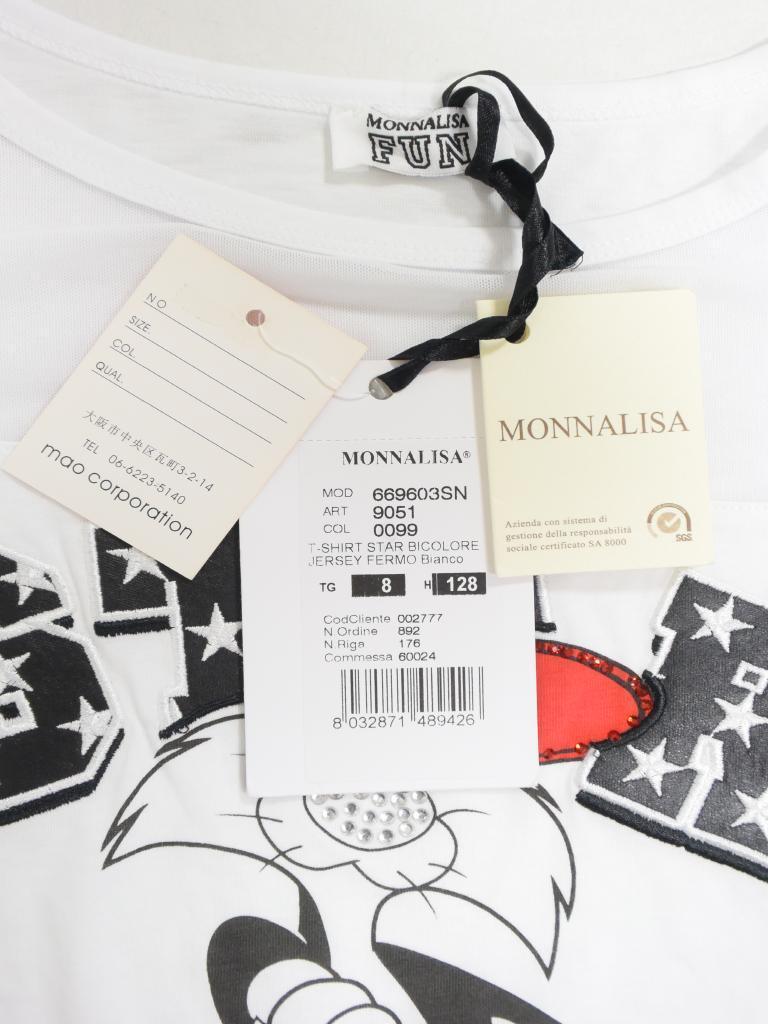 MONNALISA
FUN
NO
SIZE.
COL.
QUAL.
大阪市中央区瓦町3-2-14
TEL 06-6223-5140
mao corporation
MONNALISA®
MOD 669603SN
ART 9051
COL 0099
T-SHIRT STAR BICOLORE
JERSEY FERMO Bianco
TG 8 H 128
CodCliente 002777
N.Ordine 892
N.Riga 176
Commessa 60024
8 032871 489426
MONNALISA
Azienda con sistema di
gestione della responsabilità
sociale certificato SA 8000
SGS